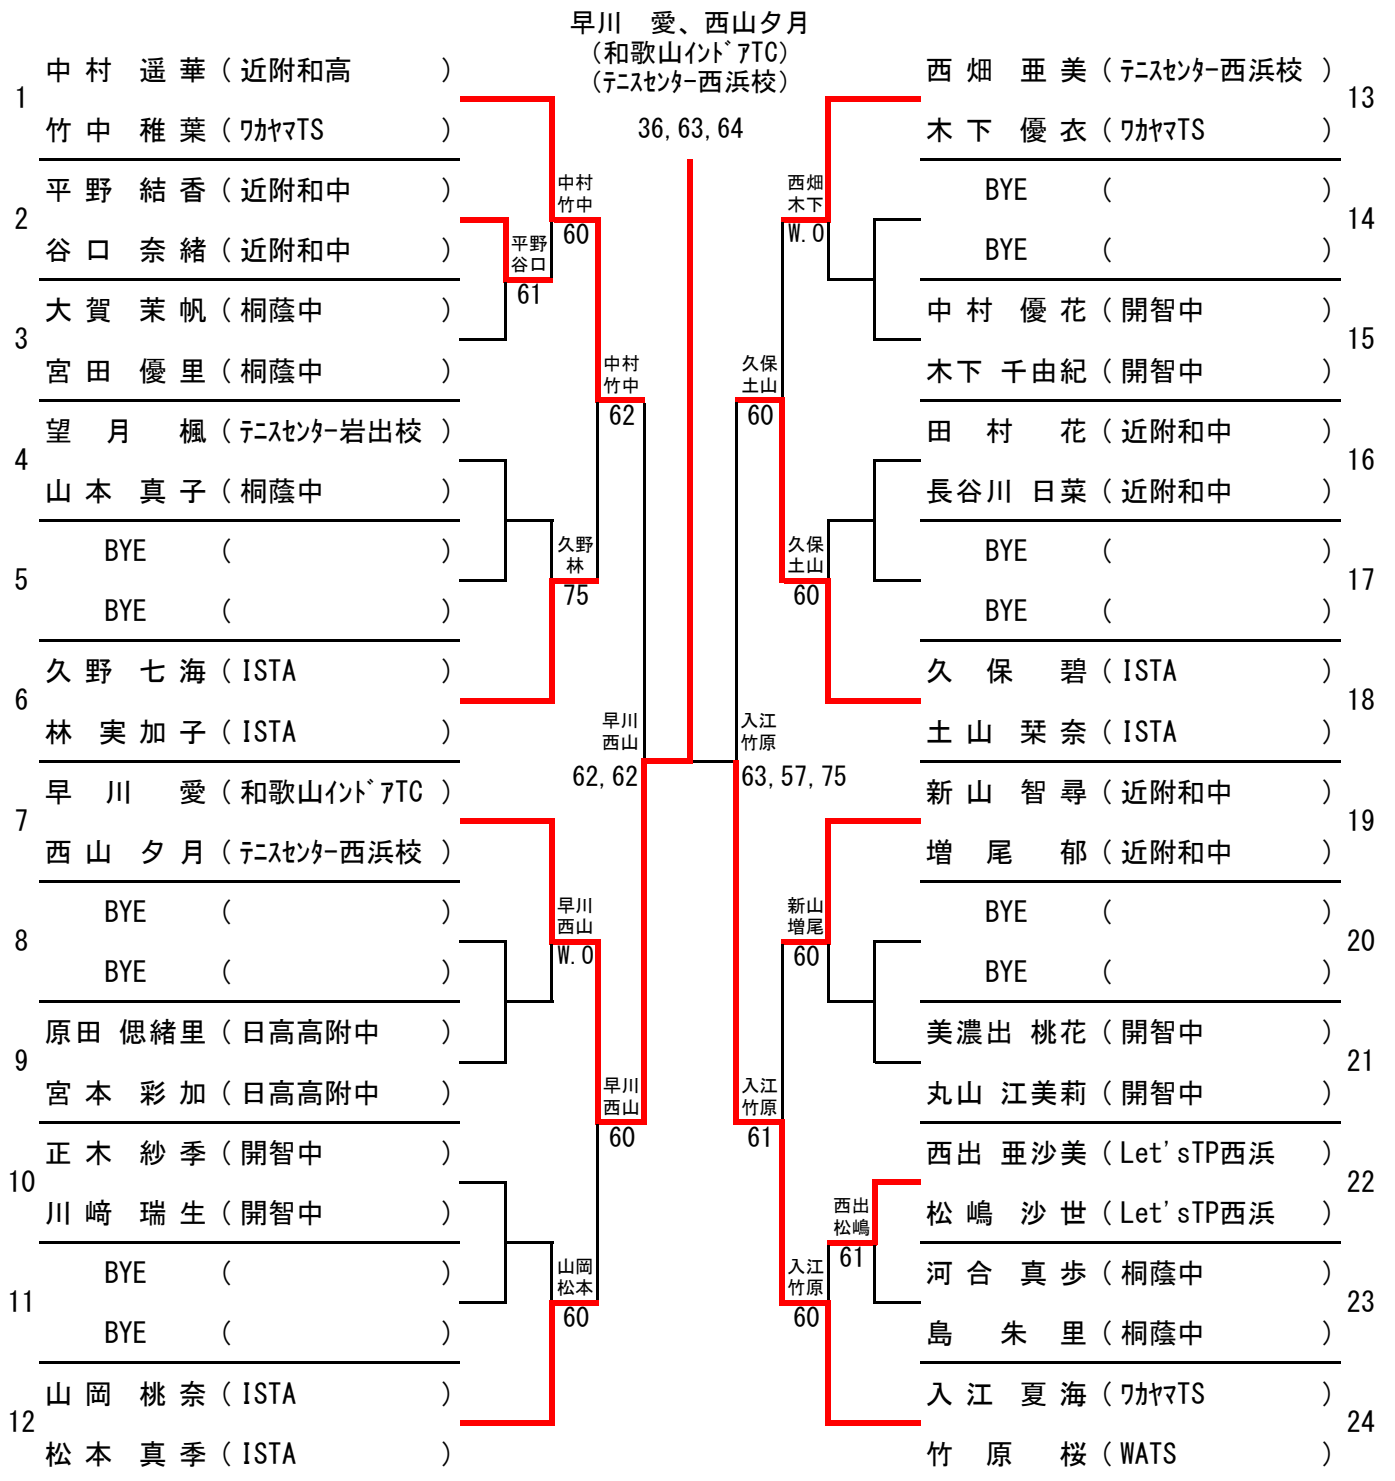 早川 愛、西山夕月
(和歌山ｲﾝﾄﾞｱTC)
(ﾃﾆｽｾﾝﾀｰ西浜校)
36,63,64
1
中村 遥華 ( 近附和高 )
竹中 稚葉 ( ﾜｶﾔﾏTS )
2
平野 結香 ( 近附和中 )
谷口 奈緒 ( 近附和中 )
3
大賀 茉帆 ( 桐蔭中 )
宮田 優里 ( 桐蔭中 )
4
望月 楓 ( ﾃﾆｽｾﾝﾀｰ岩出校 )
山本 真子 ( 桐蔭中 )
5
BYE ( )
BYE ( )
6
久野 七海 ( ISTA )
林 実加子 ( ISTA )
7
早川 愛 ( 和歌山ｲﾝﾄﾞｱTC )
西山 夕月 ( ﾃﾆｽｾﾝﾀｰ西浜校 )
8
BYE ( )
BYE ( )
9
原田 偲緒里 ( 日高高附中 )
宮本 彩加 ( 日高高附中 )
10
正木 紗季 ( 開智中 )
川﨑 瑞生 ( 開智中 )
11
BYE ( )
BYE ( )
12
山岡 桃奈 ( ISTA )
松本 真季 ( ISTA )
平野
谷口
61
中村
竹中
60
久野
林
75
早川
西山
W.O
山岡
松本
60
中村
竹中
62
早川
西山
60
早川
西山
62,62
入江
竹原
63,57,75
久保
土山
60
入江
竹原
61
西畑
木下
W.O
久保
土山
60
新山
増尾
60
入江
竹原
60
西出
松嶋
61
西畑 亜美 ( ﾃﾆｽｾﾝﾀｰ西浜校 )
木下 優衣 ( ﾜｶﾔﾏTS )
13
BYE ( )
BYE ( )
14
中村 優花 ( 開智中 )
木下 千由紀 ( 開智中 )
15
田村 花 ( 近附和中 )
長谷川 日菜 ( 近附和中 )
16
BYE ( )
BYE ( )
17
久保 碧 ( ISTA )
土山 栞奈 ( ISTA )
18
新山 智尋 ( 近附和中 )
増尾 郁 ( 近附和中 )
19
BYE ( )
BYE ( )
20
美濃出 桃花 ( 開智中 )
丸山 江美莉 ( 開智中 )
21
西出 亜沙美 ( Let'sTP西浜 )
松嶋 沙世 ( Let'sTP西浜 )
22
河合 真歩 ( 桐蔭中 )
島 朱里 ( 桐蔭中 )
23
入江 夏海 ( ﾜｶﾔﾏTS )
竹原 桜 ( WATS )
24